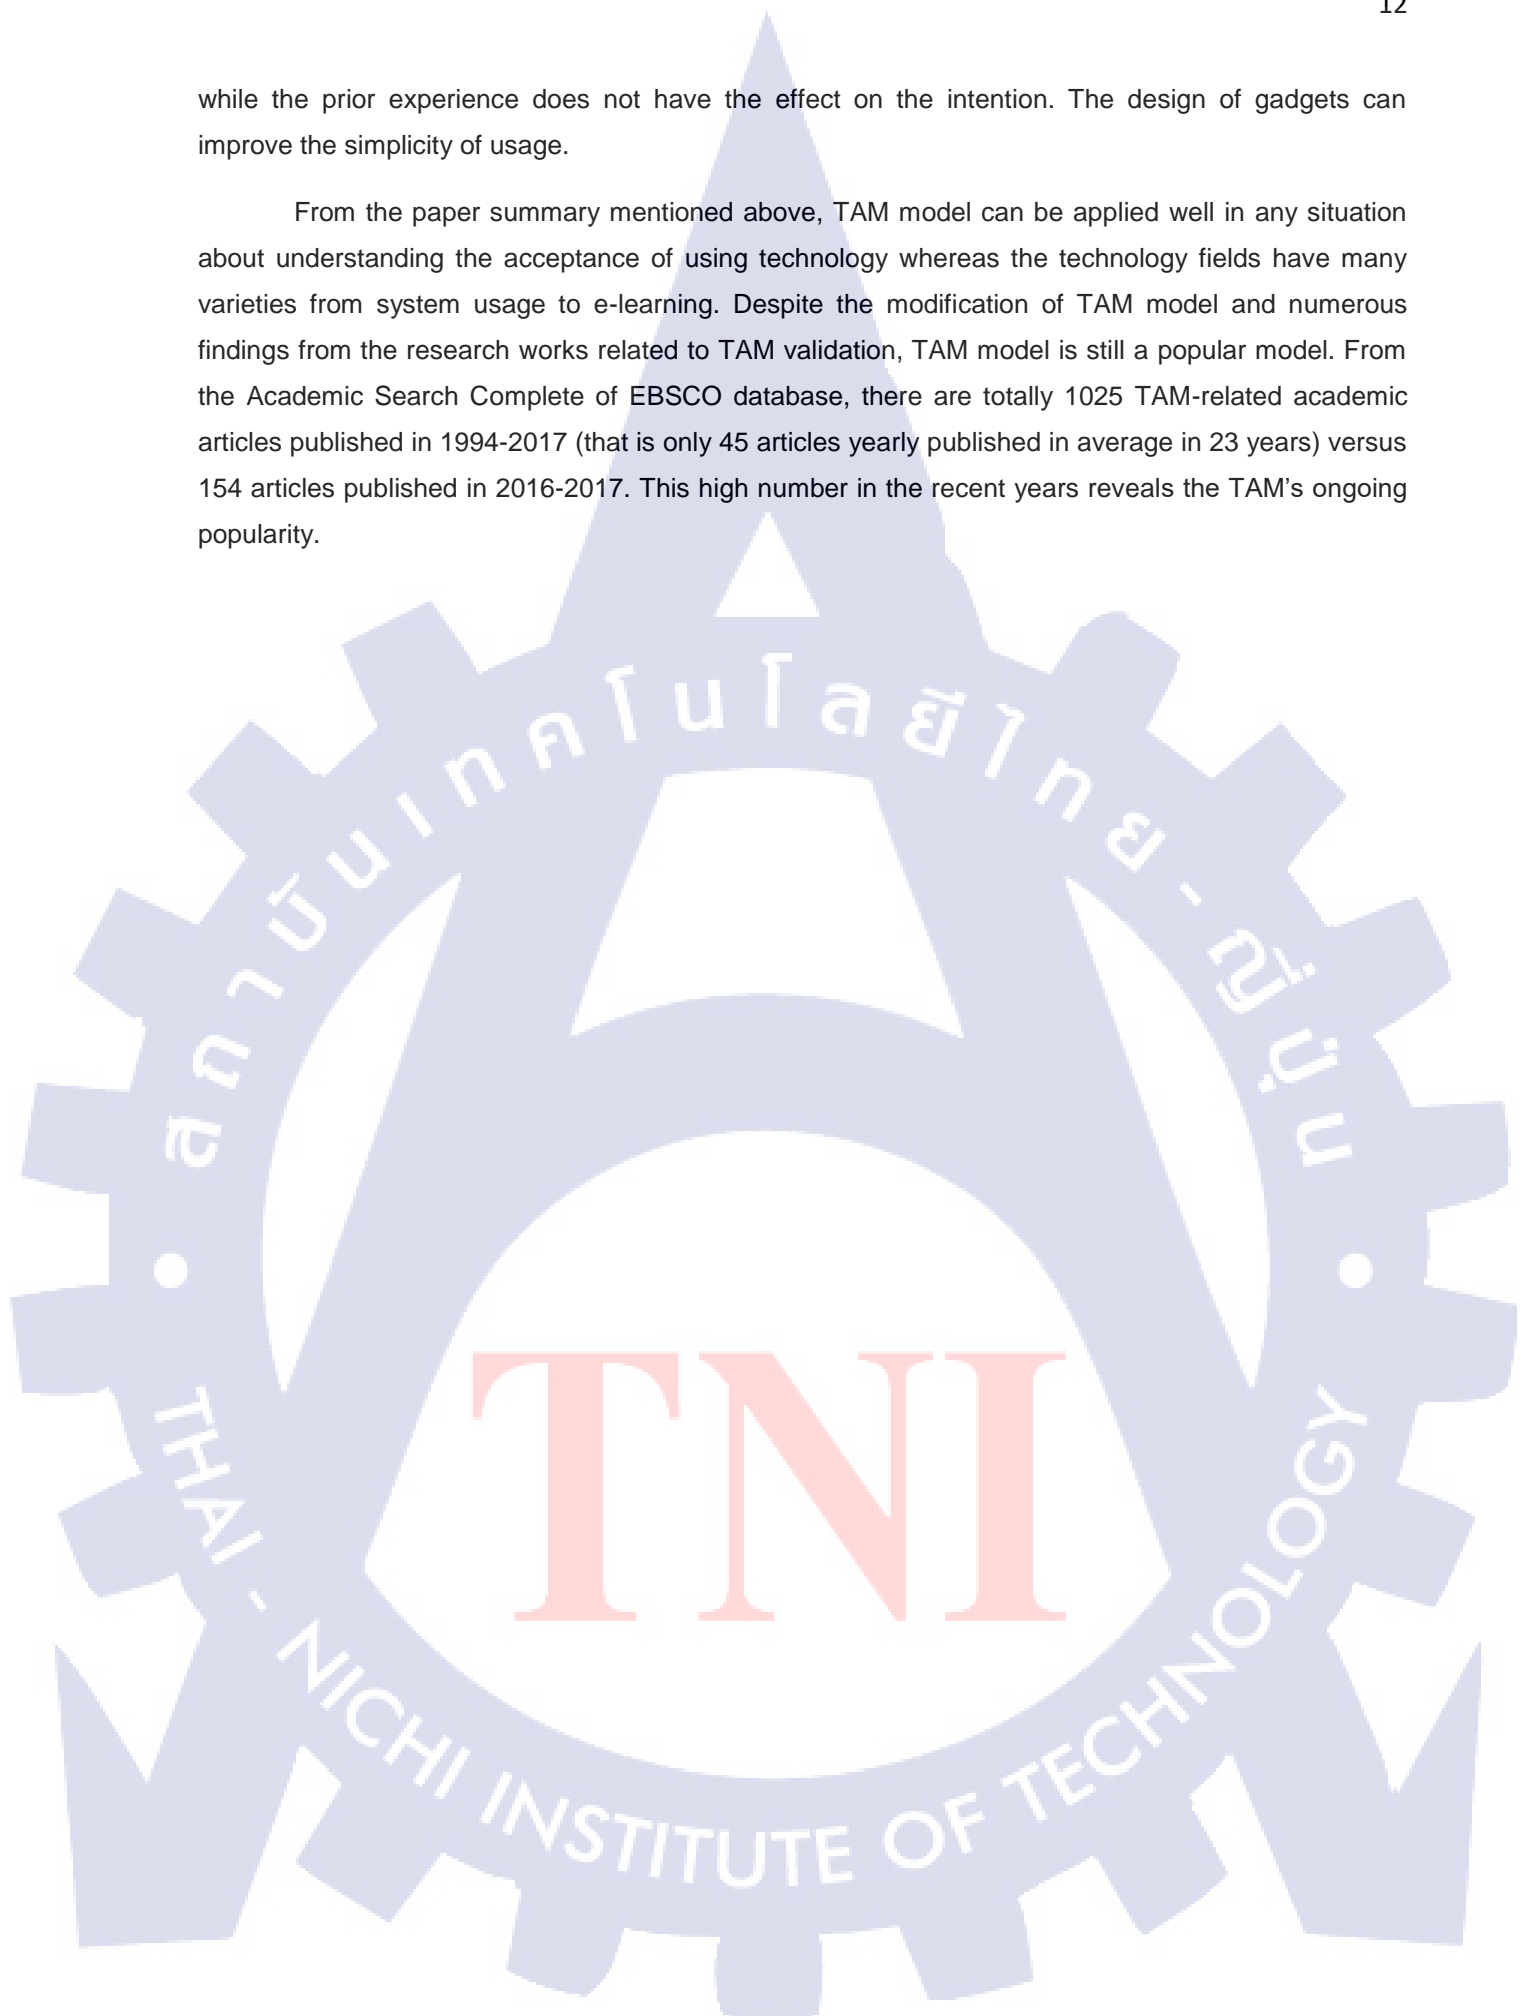 12
while the prior experience does not have the effect on the intention. The design of gadgets can
improve the simplicity of usage.
From the paper summary mentioned above, TAM model can be applied well in any situation
about understanding the acceptance of using technology whereas the technology fields have many
varieties from system usage to e-learning. Despite the modification of TAM model and numerous
findings from the research works related to TAM validation, TAM model is still a popular model. From
the Academic Search Complete of EBSCO database, there are totally 1025 TAM-related academic
articles published in 1994-2017 (that is only 45 articles yearly published in average in 23 years) versus
154 articles published in 2016-2017. This high number in the recent years reveals the TAM’s ongoing
popularity.
สถาบันเทคโนโลยีไทย - ญี่ปุ่น
TNI
THAI - NICHI INSTITUTE OF TECHNOLOGY